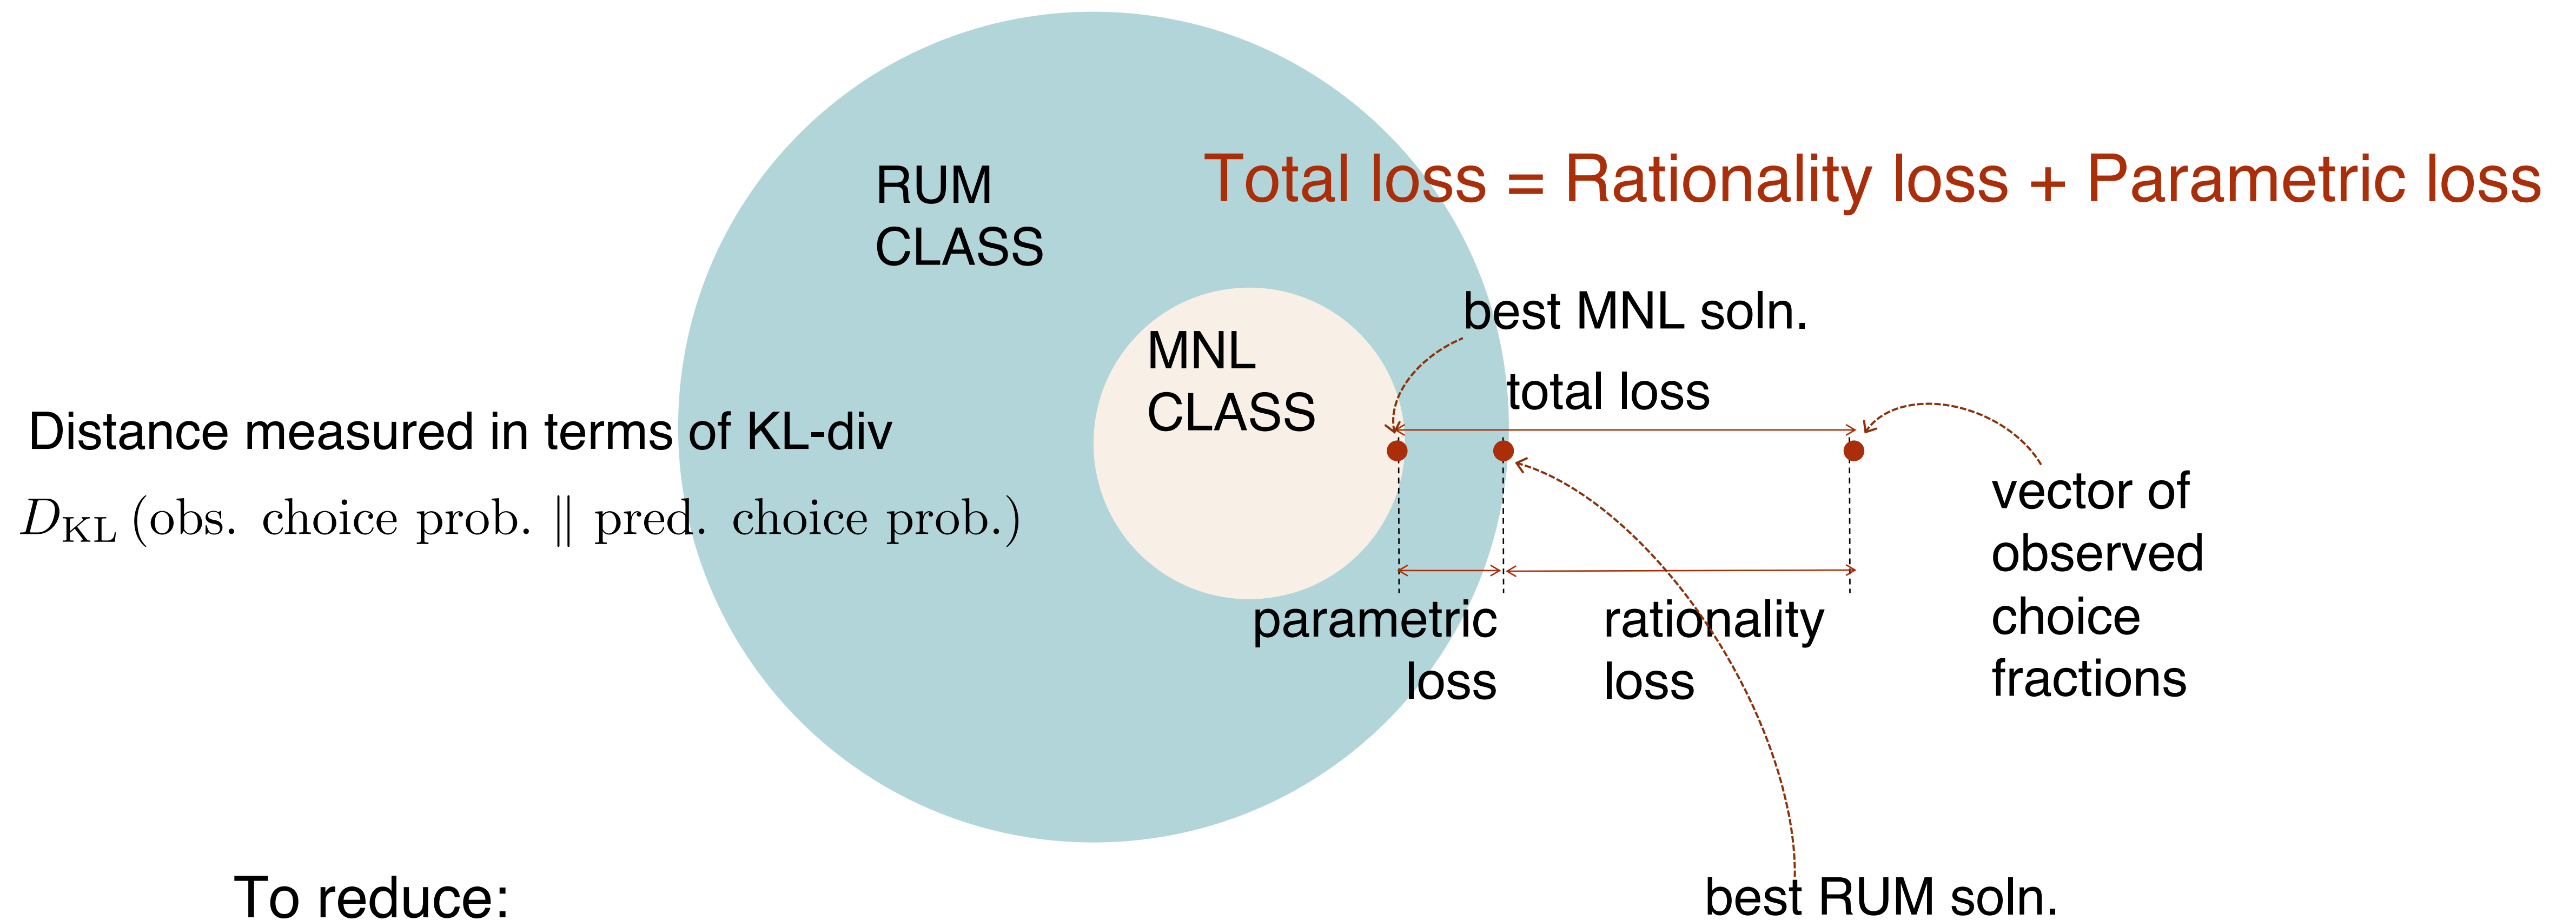 RUM
CLASS
Total loss = Rationality loss + Parametric loss
best MNL soln.
MNL
CLASS
total loss
Distance measured in terms of KL-div
D_KL (obs. choice prob. ∥ pred. choice prob.)
vector of
observed
choice
fractions
parametric
loss
rationality
loss
To reduce:
best RUM soln.